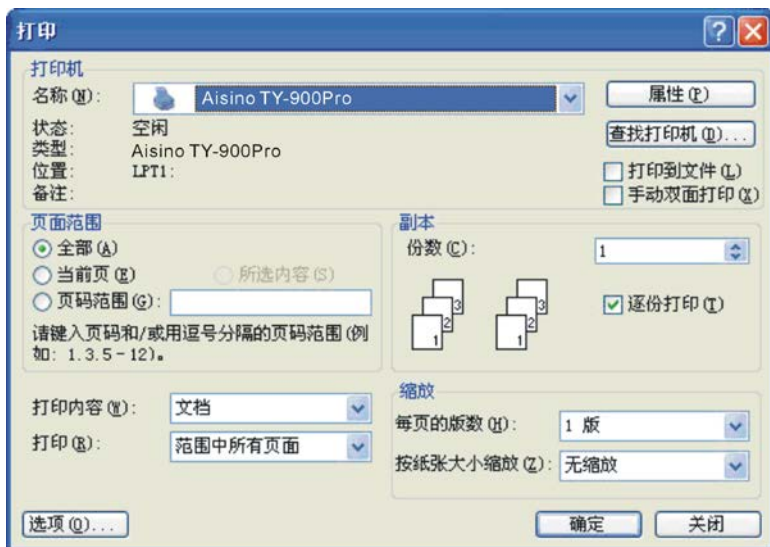 打印
打印机
名称(N): Aisino TY-900Pro 属性(P)
状态: 空闲 查找打印机(D)...
类型: Aisino TY-900Pro
位置: LPT1: 打印到文件(L)
备注: 手动双面打印(X)
页面范围
全部(A)
当前页(E) 所选内容(S)
页码范围(G):
请键入页码和/或用逗号分隔的页码范围(例
如: 1.3.5-12)。
副本
份数(C): 1
1 2 3 1 2 3
逐份打印(T)
打印内容(W): 文档
打印(R): 范围中所有页面
缩放
每页的版数(H): 1 版
按纸张大小缩放(Z): 无缩放
选项(O)... 确定 关闭